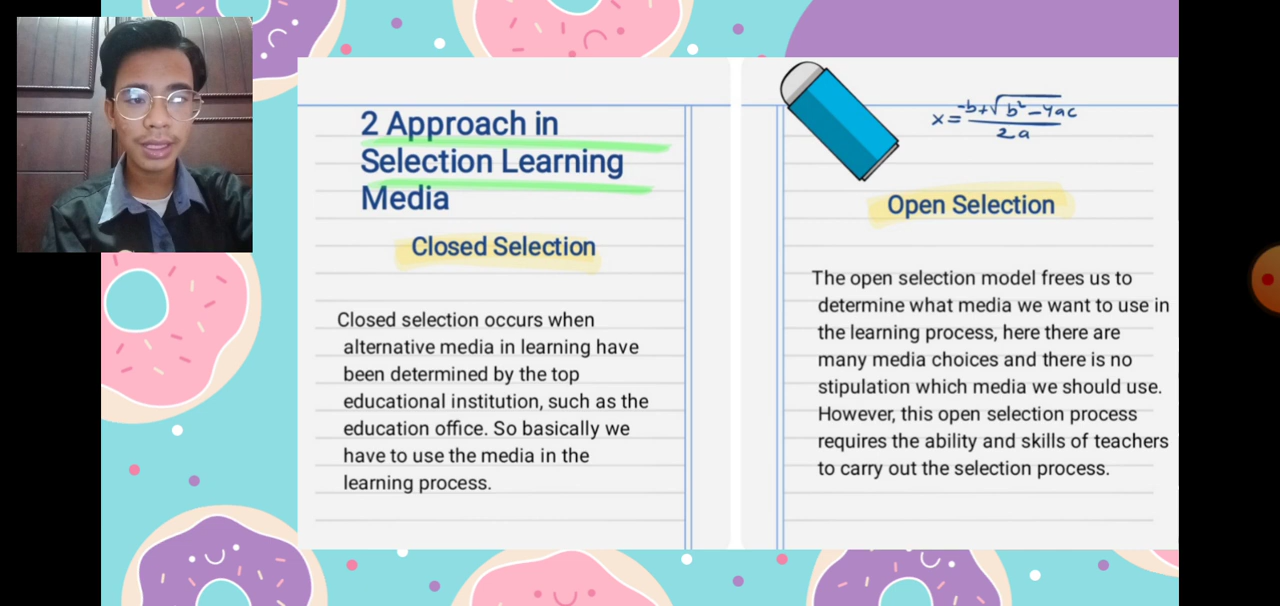 2 Approach in
Selection Learning
Media
Closed Selection
Closed selection occurs when
alternative media in learning have
been determined by the top
educational institution, such as the
education office. So basically we
have to use the media in the
learning process.
x=-b+√b²-4ac
2a
Open Selection
The open selection model frees us to
determine what media we want to use in
the learning process, here there are
many media choices and there is no
stipulation which media we should use.
However, this open selection process
requires the ability and skills of teachers
to carry out the selection process.